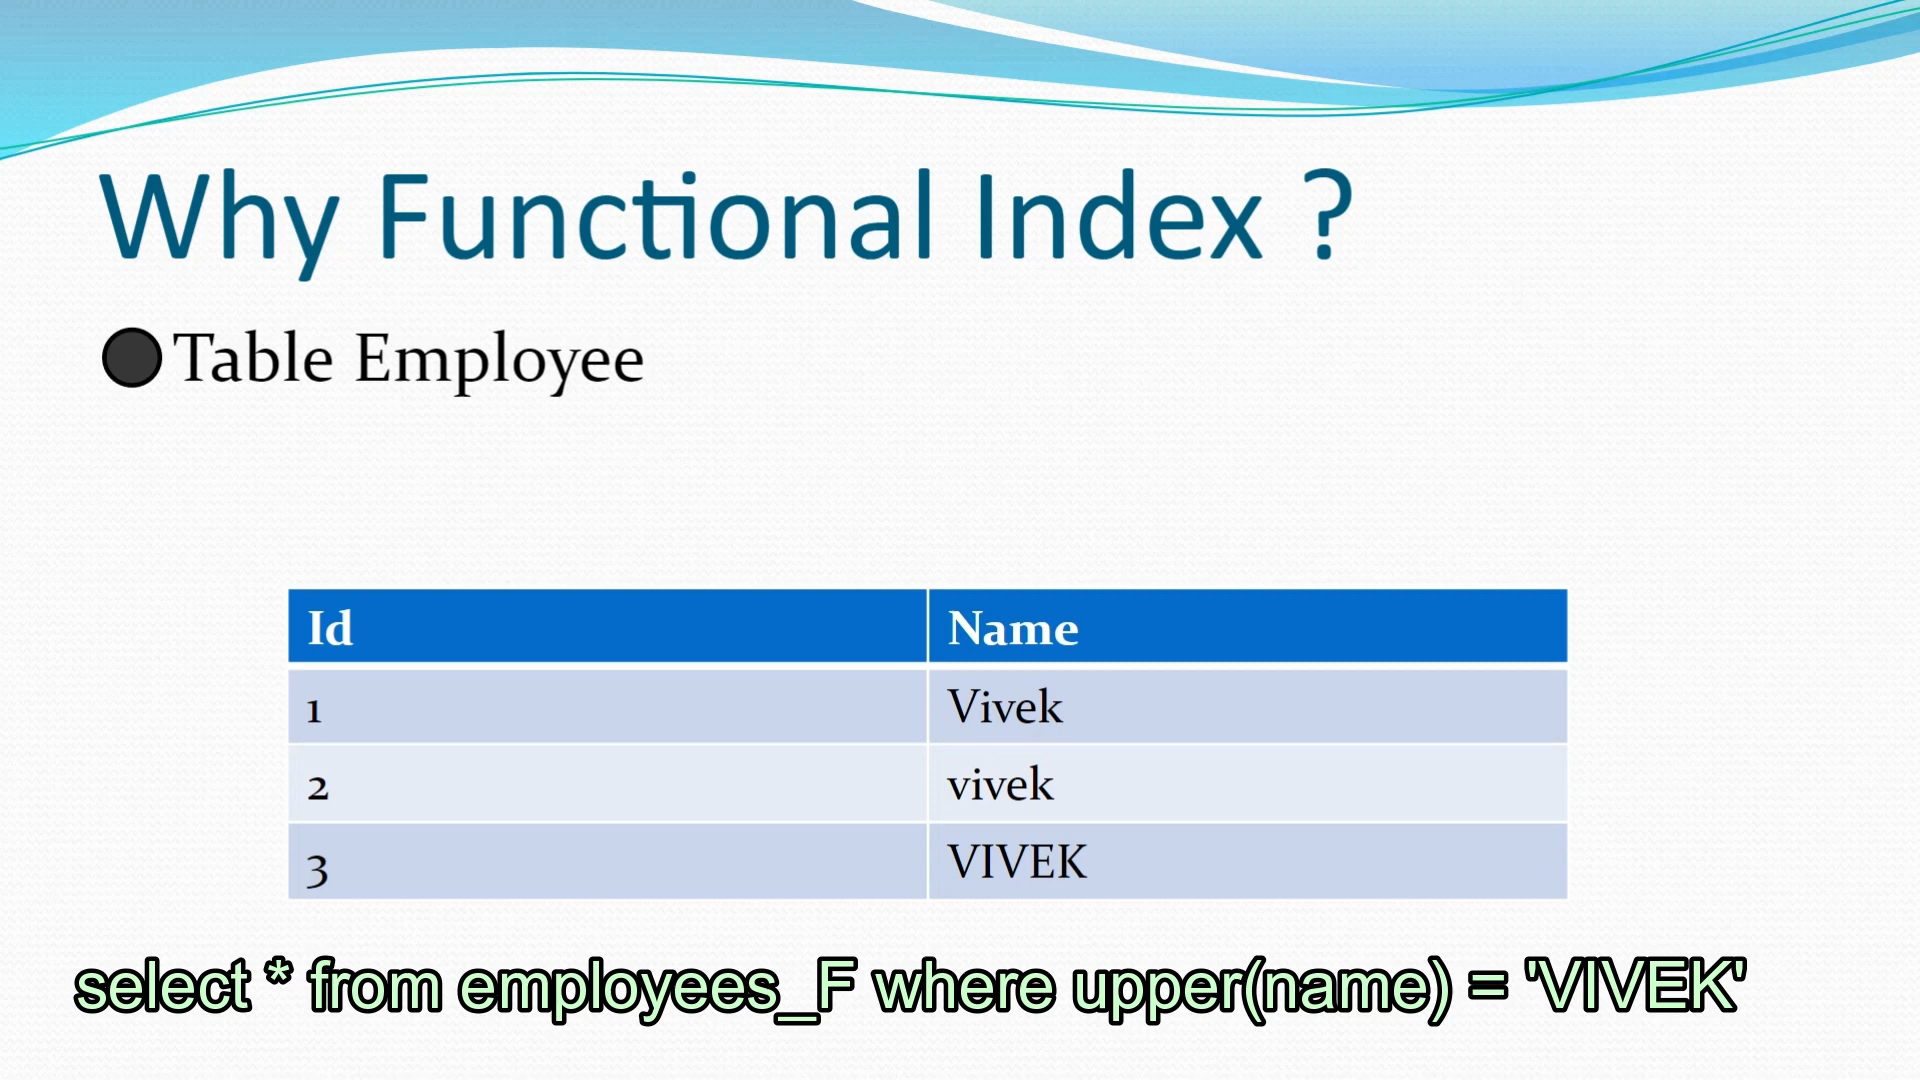 Why Functional Index ?
Table Employee
Id Name
1 Vivek
2 vivek
3 VIVEK
select * from employees_F where upper(name) = 'VIVEK'